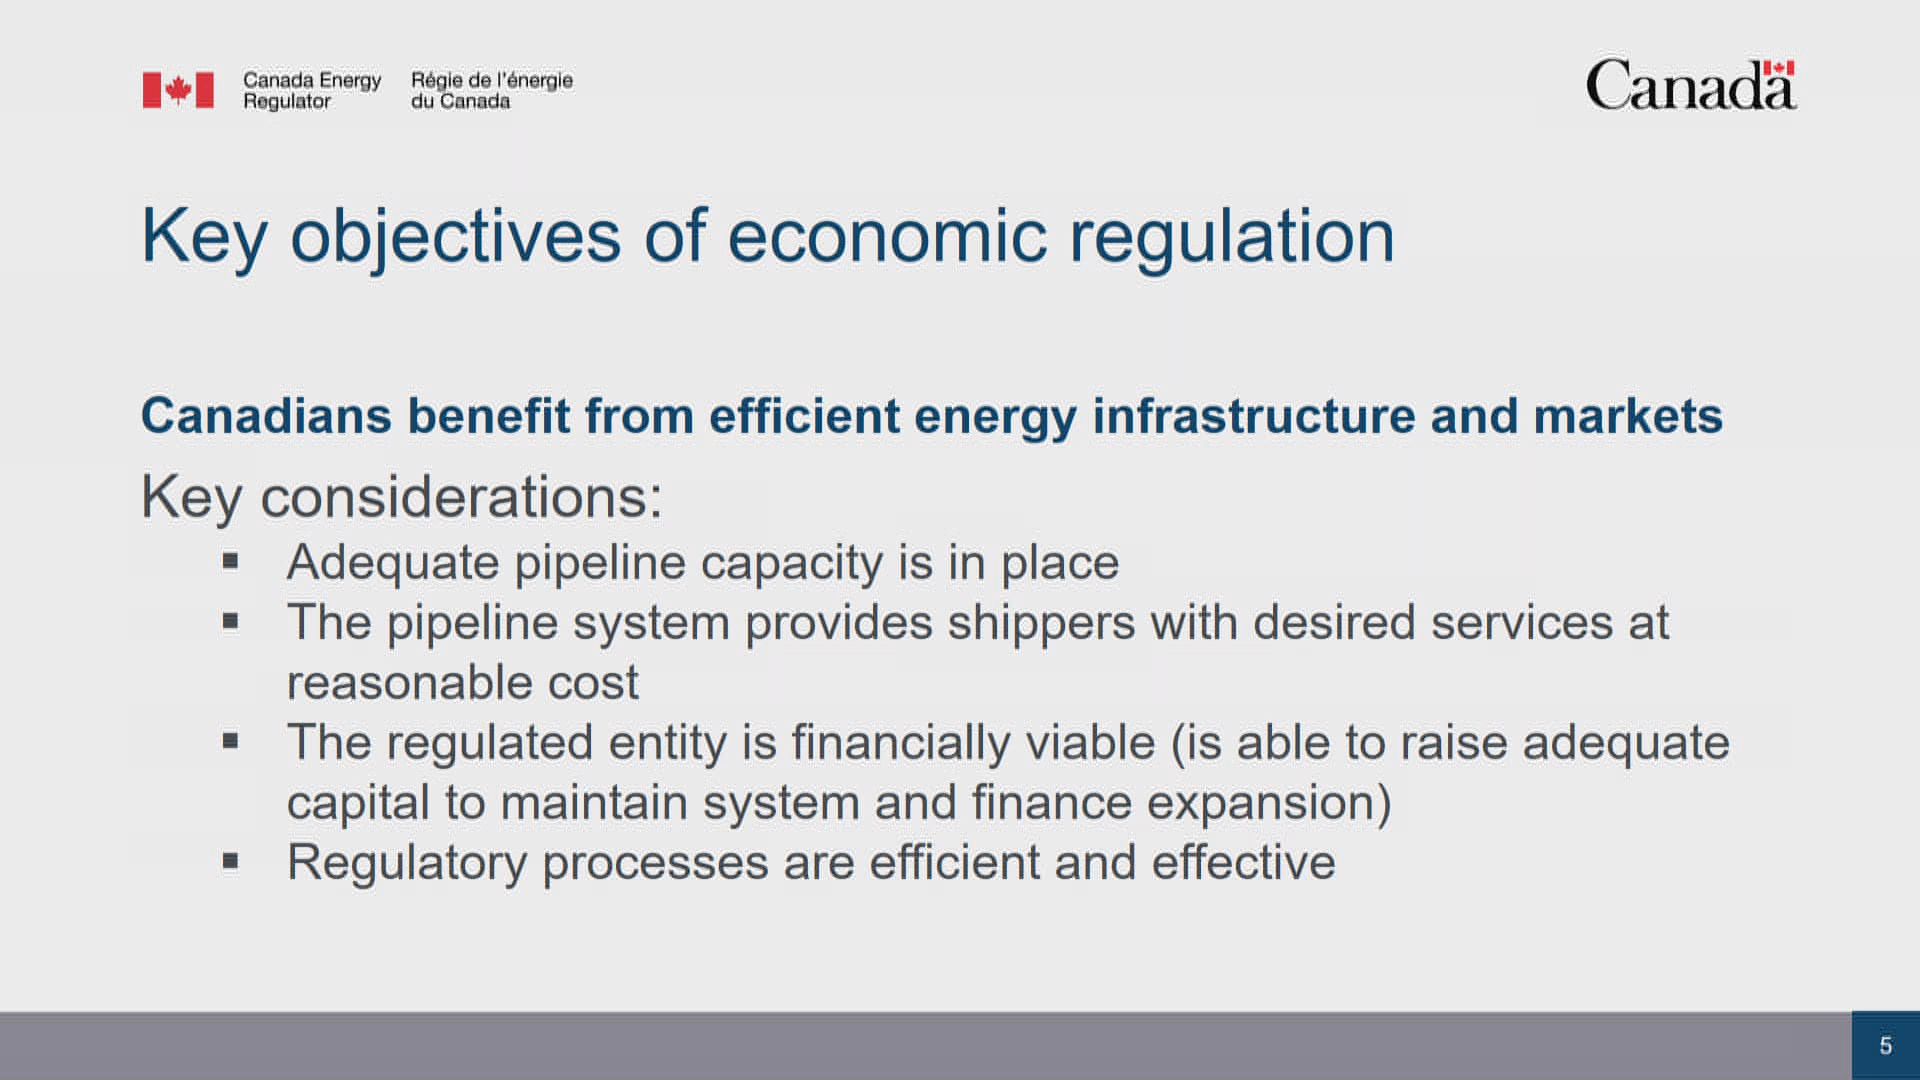 Canada Energy Regulator
Régie de l'énergie du Canada
Canada
Key objectives of economic regulation
Canadians benefit from efficient energy infrastructure and markets
Key considerations:
▪ Adequate pipeline capacity is in place
▪ The pipeline system provides shippers with desired services at
reasonable cost
▪ The regulated entity is financially viable (is able to raise adequate
capital to maintain system and finance expansion)
▪ Regulatory processes are efficient and effective
5